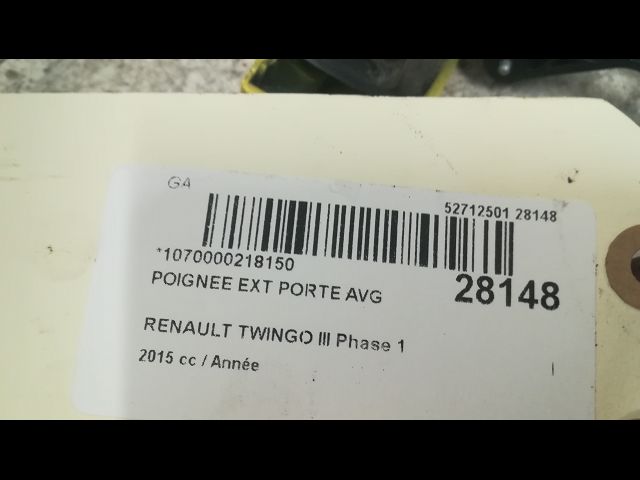 G4
52712501 28148
*1070000218150
28148
POIGNEE EXT PORTE AVG
RENAULT TWINGO III Phase 1
2015 cc / Année